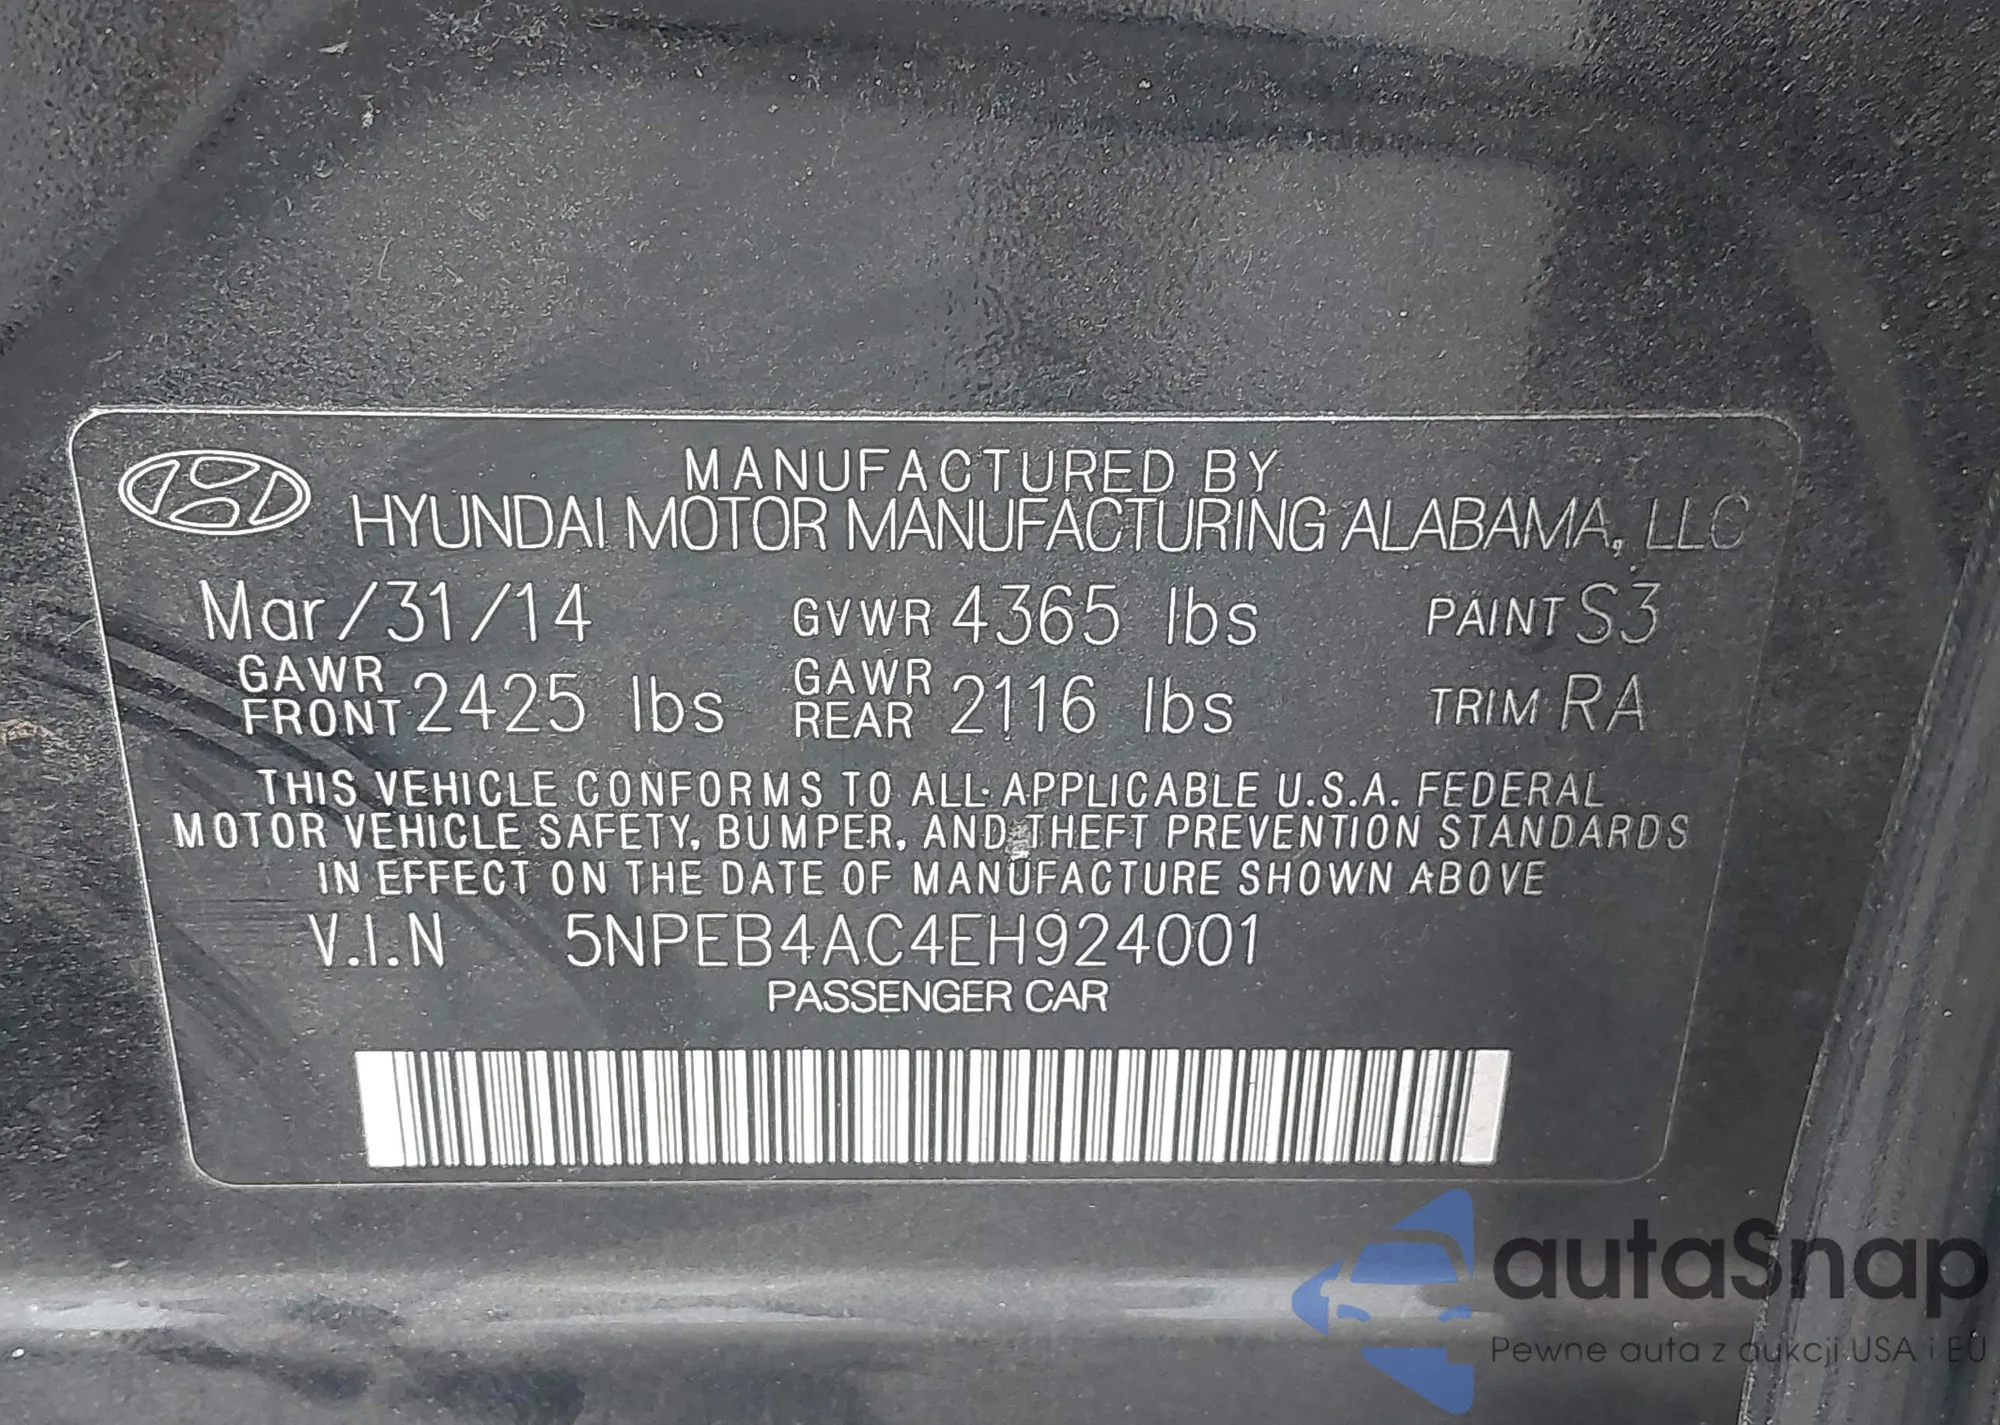 MANUFACTURED BY
HYUNDAI MOTOR MANUFACTURING ALABAMA, LLC
Mar/31/14 GVWR 4365 lbs PAINT S3
GAWR FRONT 2425 lbs GAWR REAR 2116 lbs TRIM RA
THIS VEHICLE CONFORMS TO ALL APPLICABLE U.S.A. FEDERAL
MOTOR VEHICLE SAFETY, BUMPER, AND THEFT PREVENTION STANDARDS
IN EFFECT ON THE DATE OF MANUFACTURE SHOWN ABOVE
V.I.N 5NPEB4AC4EH924001
PASSENGER CAR
autaSnap
Pewne auta z aukcji USA i EU